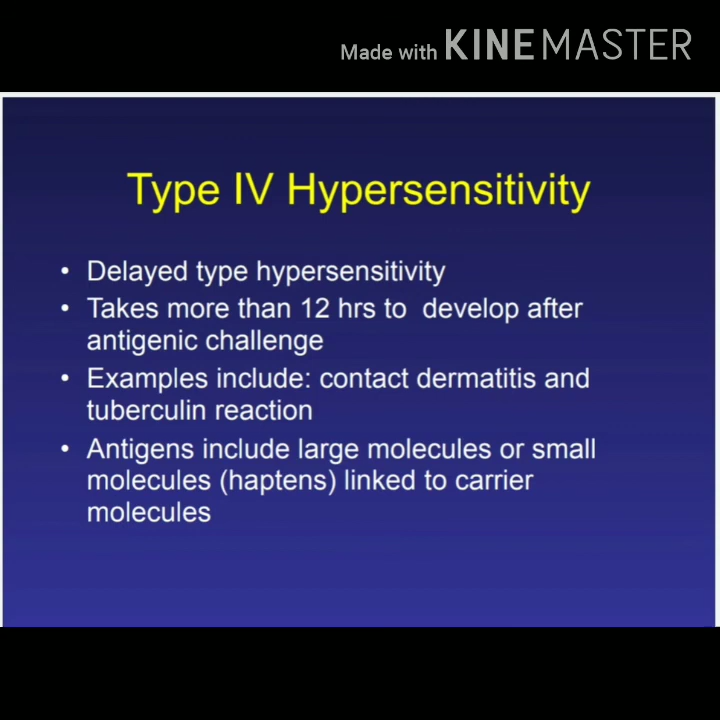 Made with KINEMASTER
Type IV Hypersensitivity
• Delayed type hypersensitivity
• Takes more than 12 hrs to develop after
antigenic challenge
• Examples include: contact dermatitis and
tuberculin reaction
• Antigens include large molecules or small
molecules (haptens) linked to carrier
molecules